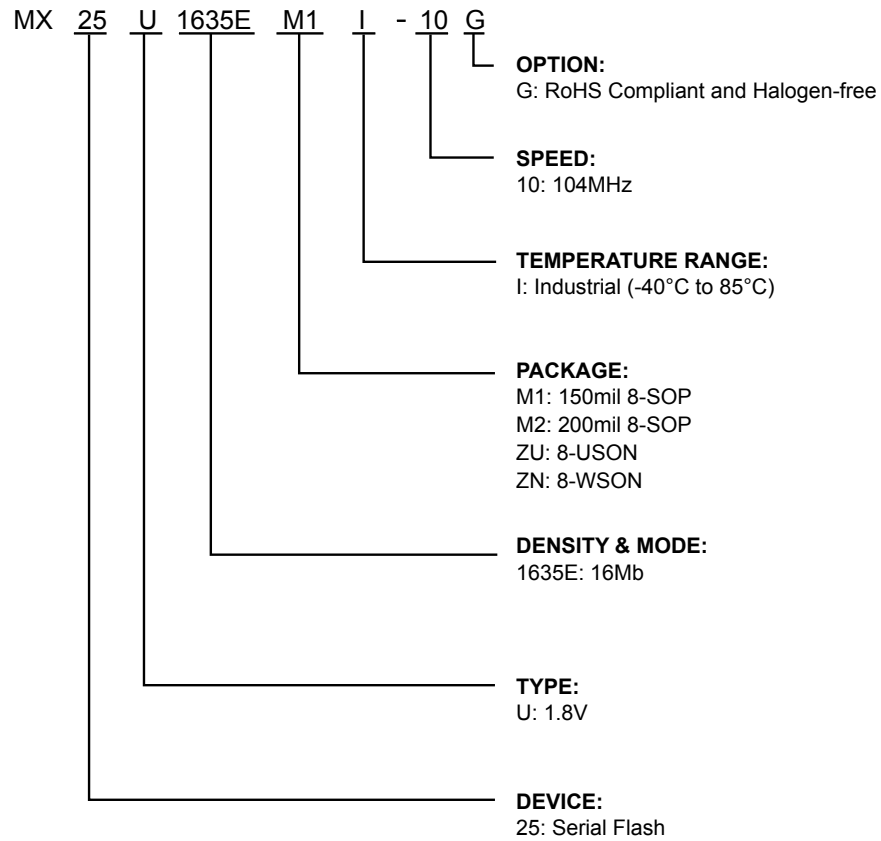 MX 25 U 1635E M1 I - 10 G
OPTION:
G: RoHS Compliant and Halogen-free
SPEED:
10: 104MHz
TEMPERATURE RANGE:
I: Industrial (-40°C to 85°C)
PACKAGE:
M1: 150mil 8-SOP
M2: 200mil 8-SOP
ZU: 8-USON
ZN: 8-WSON
DENSITY & MODE:
1635E: 16Mb
TYPE:
U: 1.8V
DEVICE:
25: Serial Flash